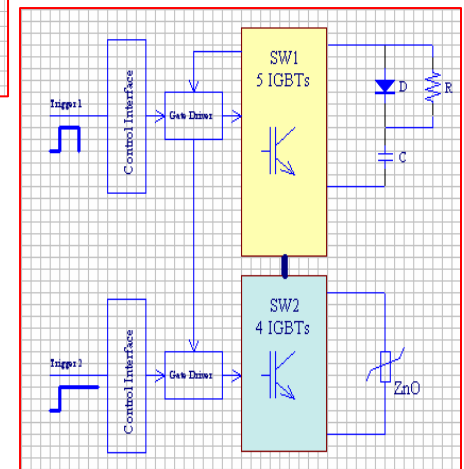 SW1
5 IGBTs
Trigger 1
Control Interface
Gate Driver
D
R
C
SW2
4 IGBTs
Trigger 2
Control Interface
Gate Driver
ZnO